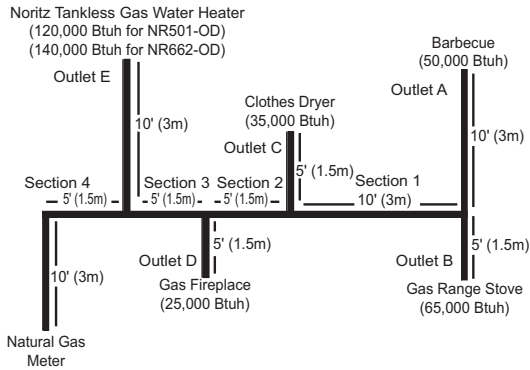 Noritz Tankless Gas Water Heater
(120,000 Btuh for NR501-OD)
(140,000 Btuh for NR662-OD)
Outlet E
10' (3m)
Barbecue
(50,000 Btuh)
Outlet A
10' (3m)
Clothes Dryer
(35,000 Btuh)
Outlet C
5' (1.5m)
Section 4
5' (1.5m)
Section 3
5' (1.5m)
Section 2
5' (1.5m)
Section 1
10' (3m)
10' (3m)
Natural Gas
Meter
Outlet D
5' (1.5m)
Gas Fireplace
(25,000 Btuh)
Outlet B
5' (1.5m)
Gas Range Stove
(65,000 Btuh)